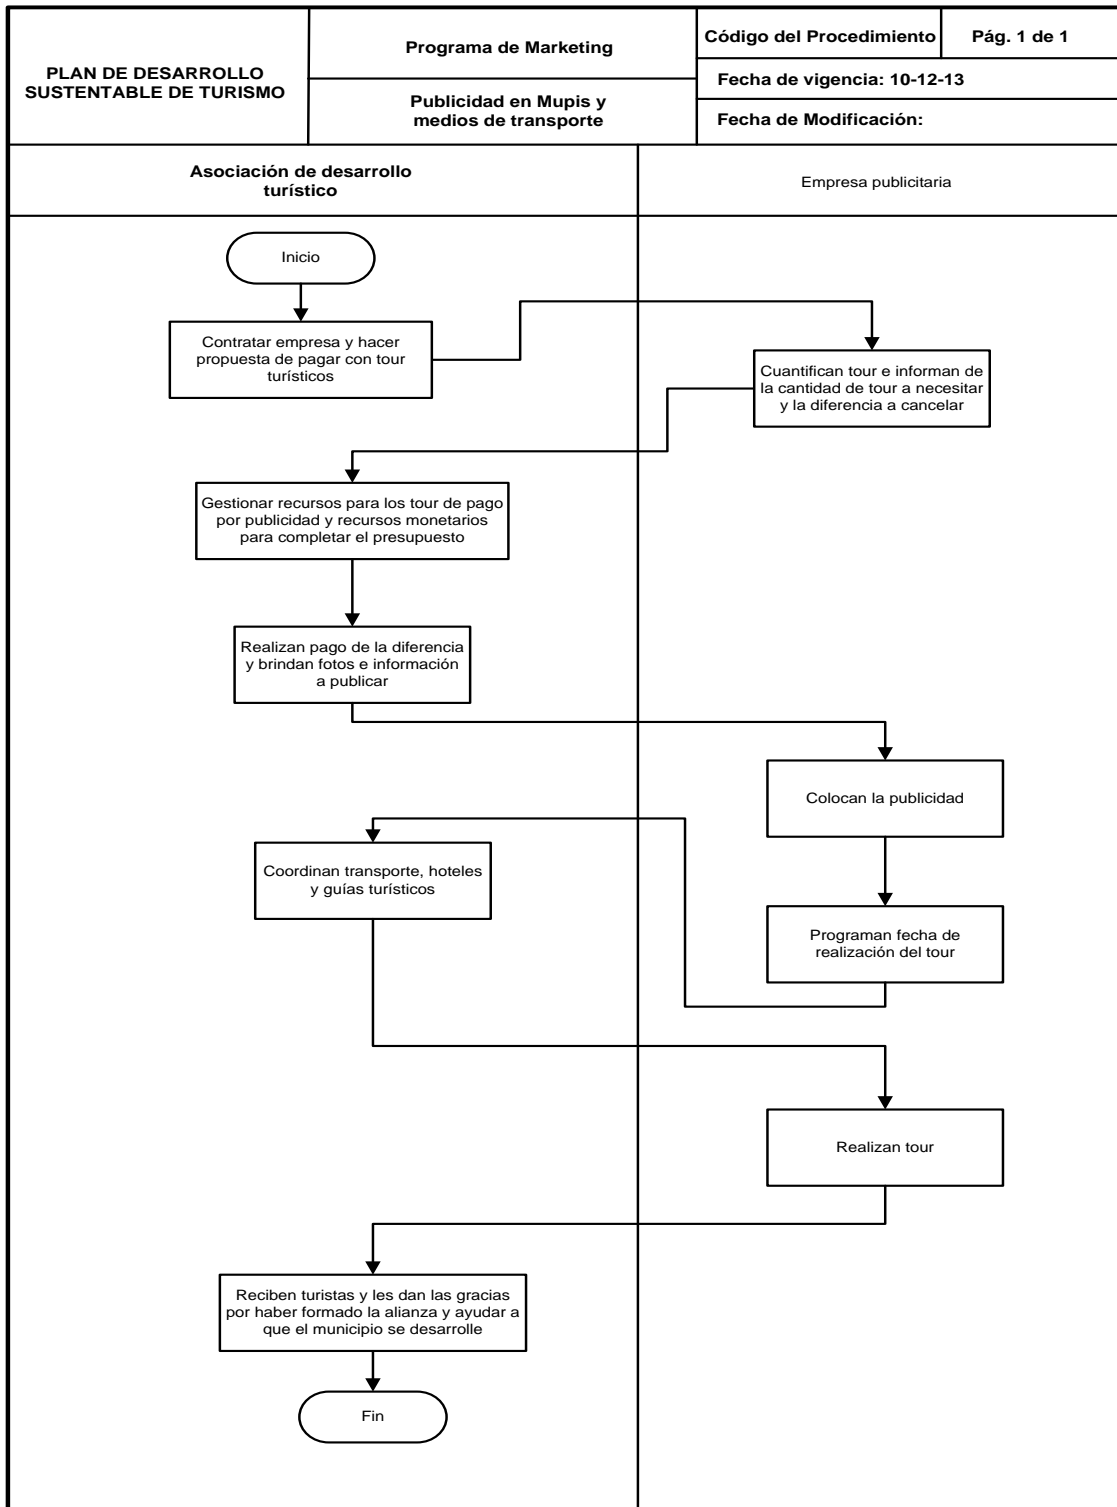 PLAN DE DESARROLLO
SUSTENTABLE DE TURISMO
Programa de Marketing
Publicidad en Mupis y
medios de transporte
Código del Procedimiento
Pág. 1 de 1
Fecha de vigencia: 10-12-13
Fecha de Modificación:
Asociación de desarrollo
turístico
Empresa publicitaria
Inicio
Contratar empresa y hacer
propuesta de pagar con tour
turísticos
Cuantifican tour e informan de
la cantidad de tour a necesitar
y la diferencia a cancelar
Gestionar recursos para los tour de pago
por publicidad y recursos monetarios
para completar el presupuesto
Realizan pago de la diferencia
y brindan fotos e información
a publicar
Colocan la publicidad
Coordinan transporte, hoteles
y guías turísticos
Programan fecha de
realización del tour
Realizan tour
Reciben turistas y les dan las gracias
por haber formado la alianza y ayudar a
que el municipio se desarrolle
Fin